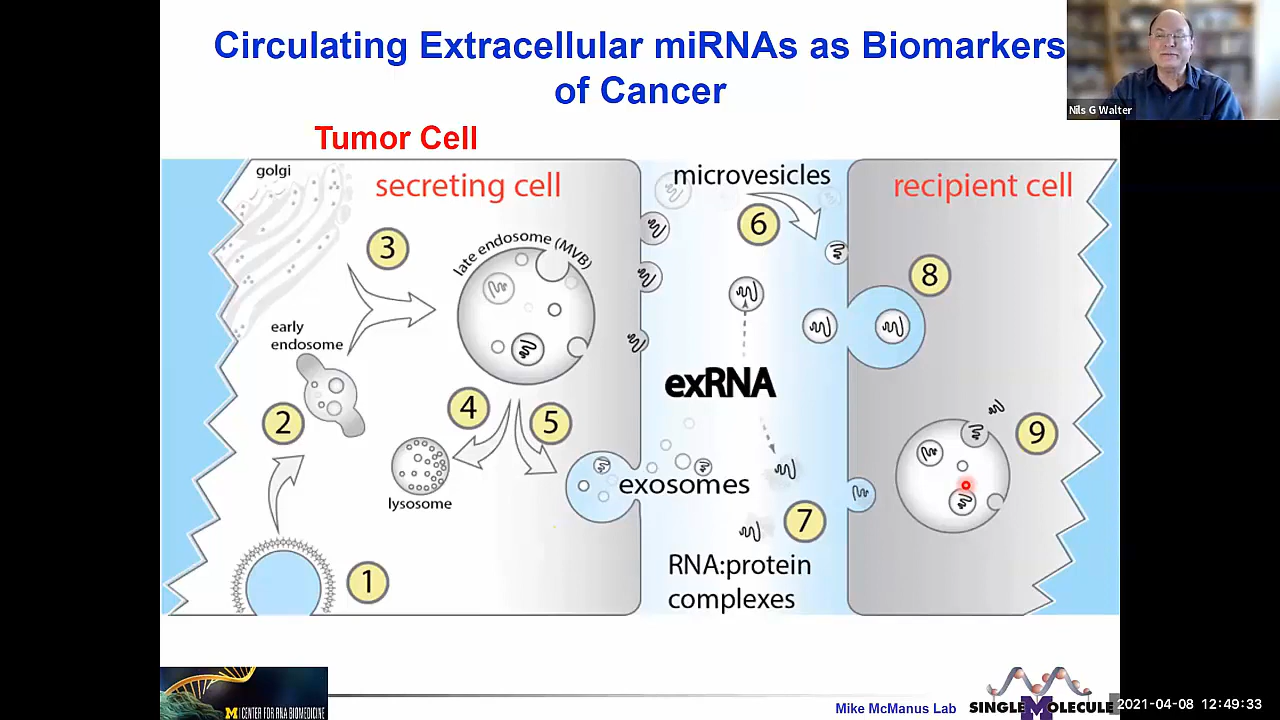 Circulating Extracellular miRNAs as Biomarkers
of Cancer
Nils G Walter
Tumor Cell
golgi
secreting cell
microvesicles
recipient cell
3
6
late endosome (MVB)
8
early
endosome
exRNA
2
4
5
9
lysosome
exosomes
7
1
RNA:protein
complexes
M CENTER FOR RNA BIOMEDICINE
Mike McManus Lab
SINGLE MOLECULE
2021-04-08 12:49:33